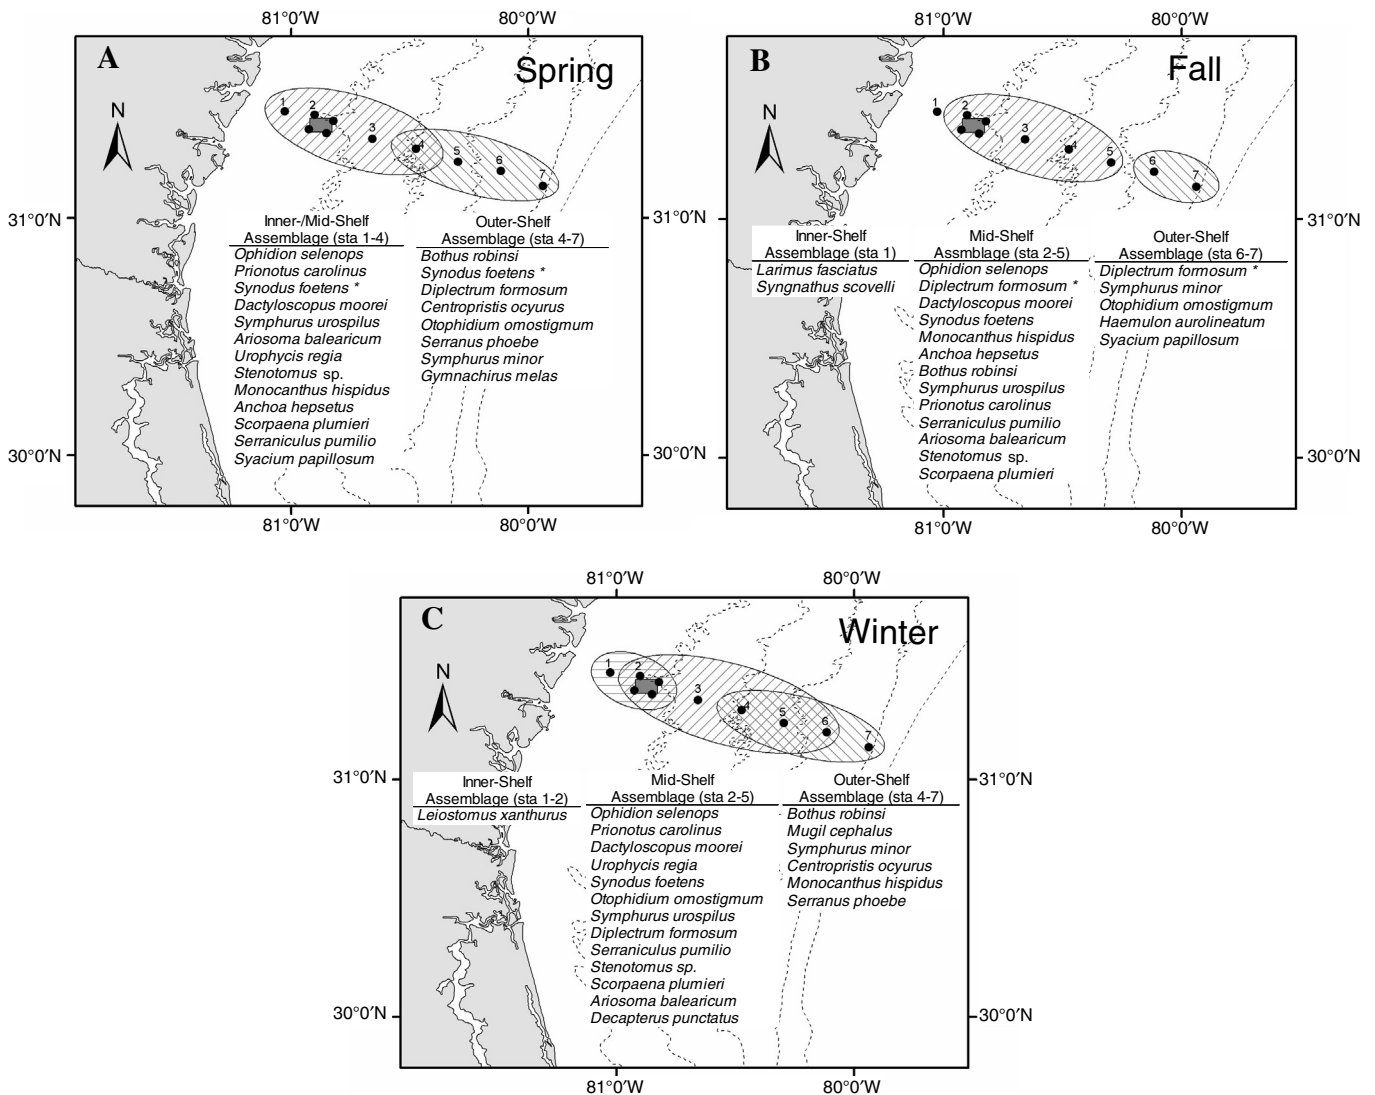 81°0'W 80°0'W
A
Spring
N
1 2 3 4 5 6 7
31°0'N
Inner-/Mid-Shelf
Assemblage (sta 1-4)
Ophidion selenops
Prionotus carolinus
Synodus foetens *
Dactyloscopus moorei
Symphurus urospilus
Ariosoma balearicum
Urophycis regia
Stenotomus sp.
Monocanthus hispidus
Anchoa hepsetus
Scorpaena plumieri
Serraniculus pumilio
Syacium papillosum
Outer-Shelf
Assemblage (sta 4-7)
Bothus robinsi
Synodus foetens *
Diplectrum formosum
Centropristis ocyurus
Otophidium omostigmum
Serranus phoebe
Symphurus minor
Gymnachirus melas
30°0'N
81°0'W 80°0'W
81°0'W 80°0'W
B
Fall
N
1 2 3 4 5 6 7
31°0'N 31°0'N
Inner-Shelf
Assemblage (sta 1)
Larimus fasciatus
Syngnathus scovelli
Mid-Shelf
Assemblage (sta 2-5)
Ophidion selenops
Diplectrum formosum *
Dactyloscopus moorei
Synodus foetens
Monocanthus hispidus
Anchoa hepsetus
Bothus robinsi
Symphurus urospilus
Prionotus carolinus
Serraniculus pumilio
Ariosoma balearicum
Stenotomus sp.
Scorpaena plumieri
Outer-Shelf
Assemblage (sta 6-7)
Diplectrum formosum *
Symphurus minor
Otophidium omostigmum
Haemulon aurolineatum
Syacium papillosum
30°0'N 30°0'N
81°0'W 80°0'W
81°0'W 80°0'W
C
Winter
N
1 2 3 4 5 6 7
31°0'N 31°0'N
Inner-Shelf
Assemblage (sta 1-2)
Leiostomus xanthurus
Mid-Shelf
Assemblage (sta 2-5)
Ophidion selenops
Prionotus carolinus
Dactyloscopus moorei
Urophycis regia
Synodus foetens
Otophidium omostigmum
Symphurus urospilus
Diplectrum formosum
Serraniculus pumilio
Stenotomus sp.
Scorpaena plumieri
Ariosoma balearicum
Decapterus punctatus
Outer-Shelf
Assemblage (sta 4-7)
Bothus robinsi
Mugil cephalus
Symphurus minor
Centropristis ocyurus
Monocanthus hispidus
Serranus phoebe
30°0'N 30°0'N
81°0'W 80°0'W